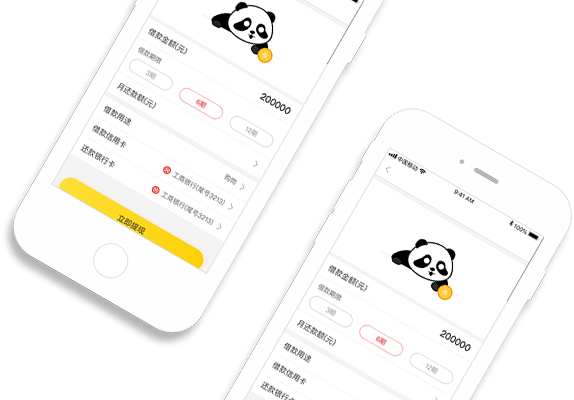 借款金额(元)
200000
借款期限
3期
6期
12期
月还款额(元)
借款用途
购物
借款信用卡
工商银行(尾号3213)
还款银行卡
工商银行(尾号3213)
立即提现
中国移动
9:41 AM
100%
借款金额(元)
200000
借款期限
3期
6期
12期
月还款额(元)
借款用途
借款信用卡
还款银行卡